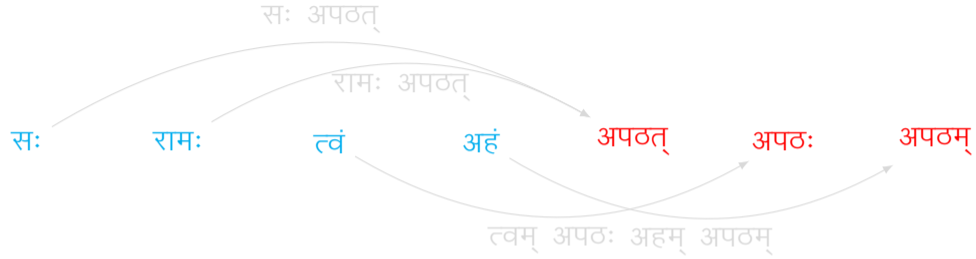 सः अपठत्
रामः अपठत्
सः रामः त्वं अहं अपठत् अपठः अपठम्
त्वम् अपठः अहम् अपठम्